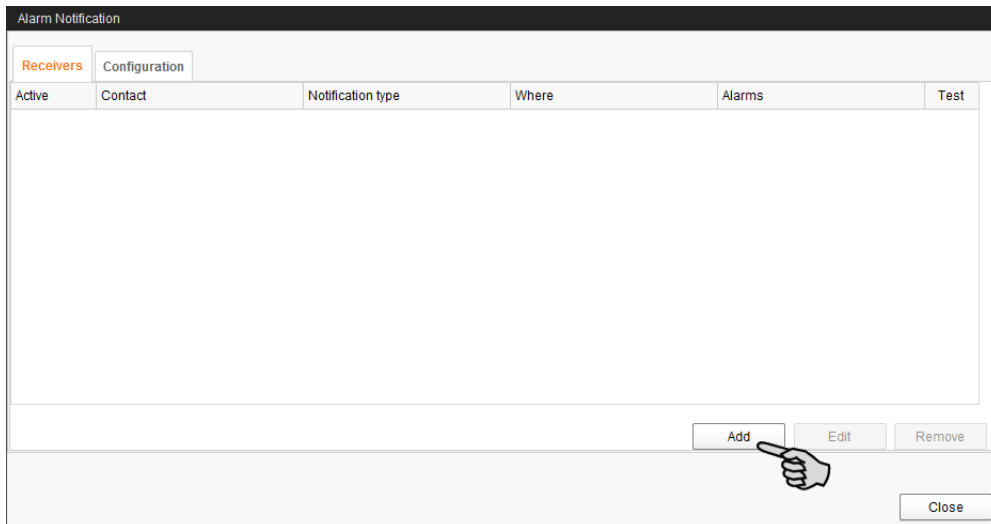 Alarm Notification
Receivers Configuration
Active Contact Notification type Where Alarms Test
Add Edit Remove
Close